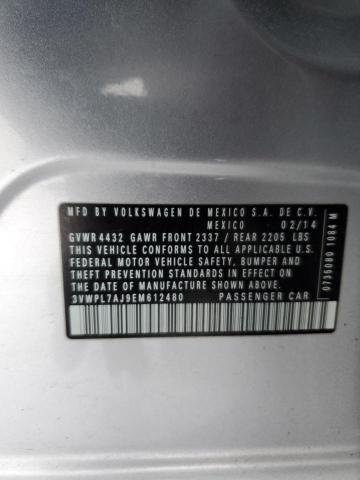 MFD BY VOLKSWAGEN DE MEXICO S.A. DE C.V.
MEXICO 02/14
GVWR 4432 GAWR FRONT 2337 / REAR 2205 LBS
THIS VEHICLE CONFORMS TO ALL APPLICABLE U.S.
FEDERAL MOTOR VEHICLE SAFETY, BUMPER AND
THEFT PREVENTION STANDARDS IN EFFECT ON THE
DATE OF MANUFACTURE SHOWN ABOVE.
3VWPL7AJ9EM612480 PASSENGER CAR
0735080 1084 M